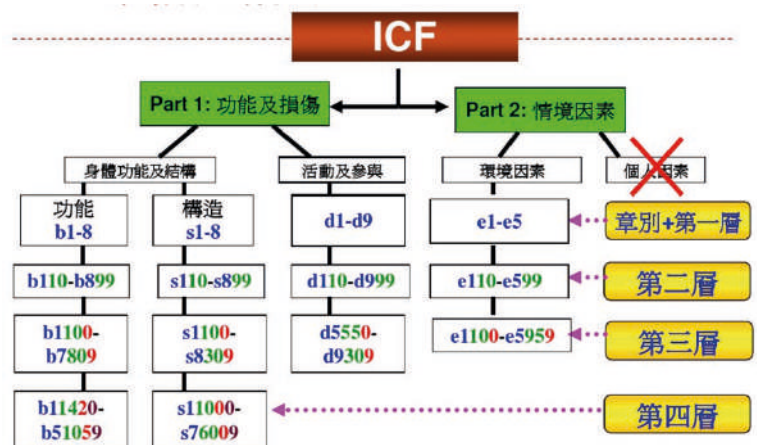 ICF
Part 1: 功能及損傷
Part 2: 情境因素
身體功能及結構
活動及參與
環境因素
個人因素
功能
b1-8
構造
s1-8
d1-d9
e1-e5
章別+第一層
b110-b899
s110-s899
d110-d999
e110-e599
第二層
b1100-
b7809
s1100-
s8309
d5550-
d9309
e1100-e5959
第三層
b11420-
b51059
s11000-
s76009
第四層